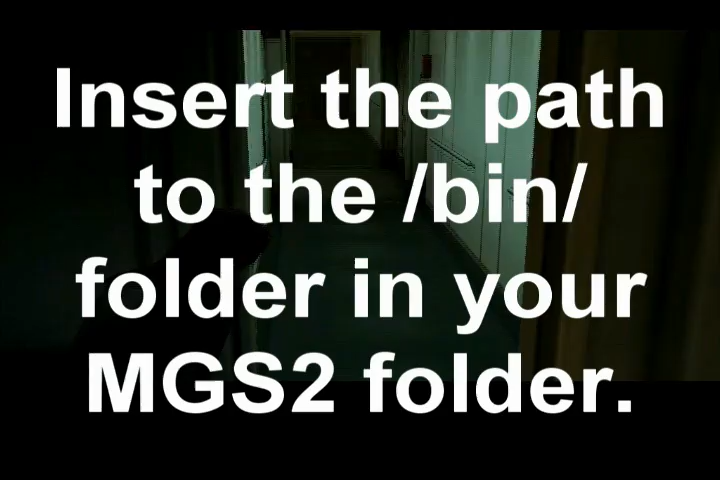 Insert the path
to the /bin/
folder in your
MGS2 folder.